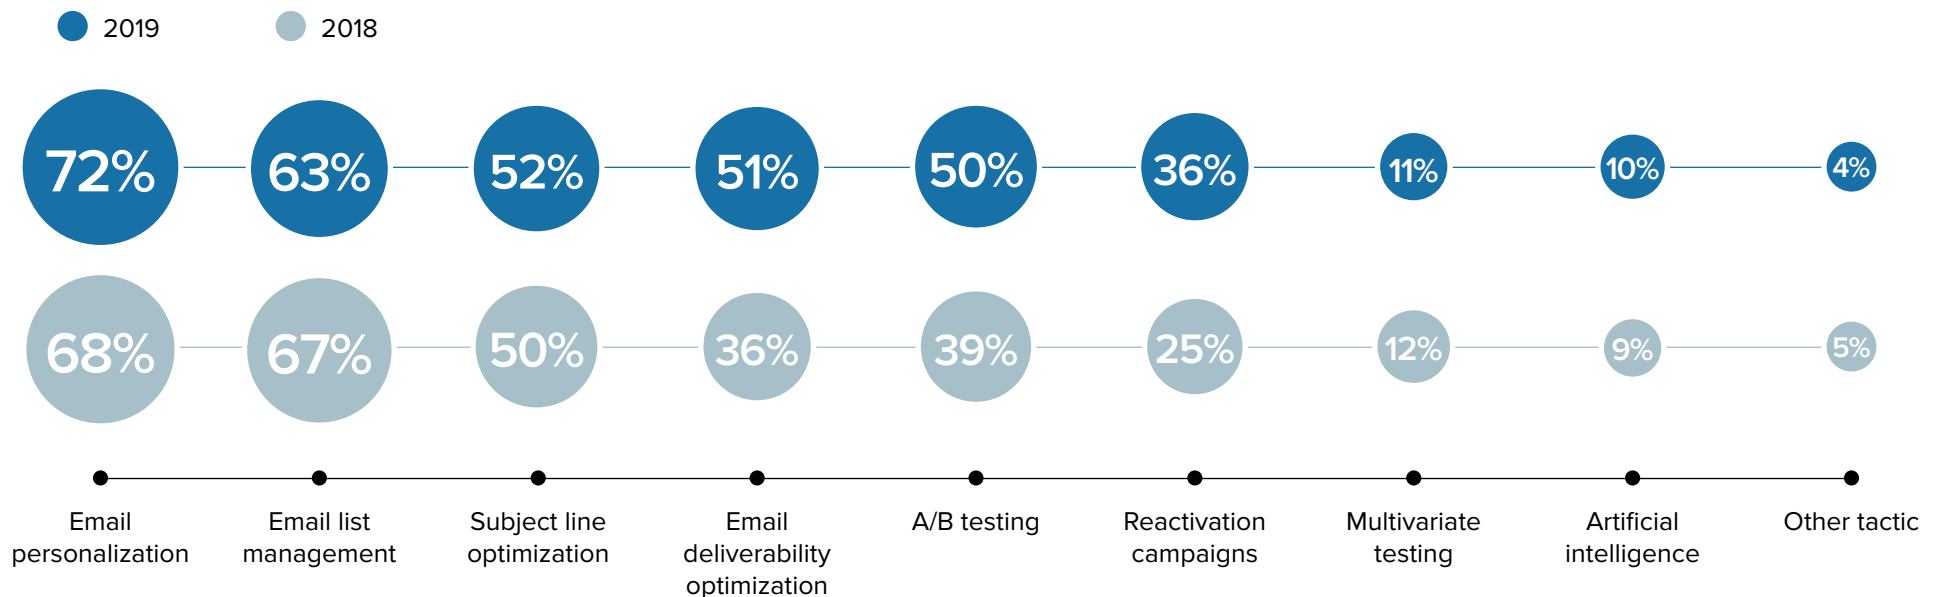 2019 2018
72% 63% 52% 51% 50% 36% 11% 10% 4%
68% 67% 50% 36% 39% 25% 12% 9% 5%
Email personalization
Email list management
Subject line optimization
Email deliverability optimization
A/B testing
Reactivation campaigns
Multivariate testing
Artificial intelligence
Other tactic